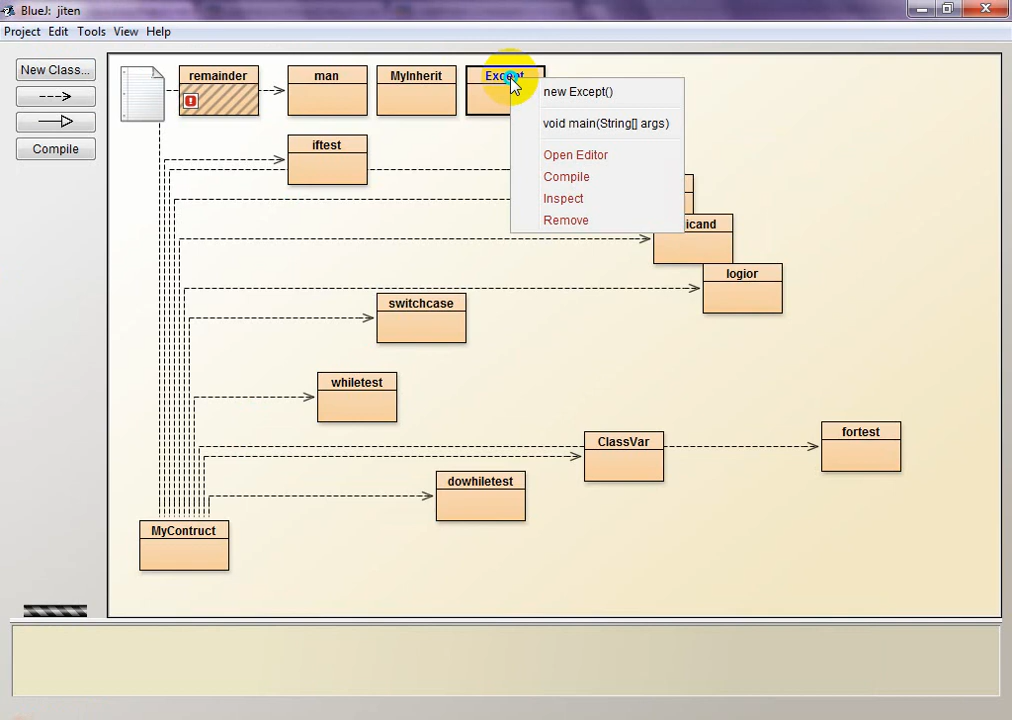 BlueJ: jiten
Project Edit Tools View Help
New Class...
Compile
remainder
man
MyInherit
Except
new Except()
void main(String[] args)
Open Editor
Compile
Inspect
Remove
iftest
icand
logior
switchcase
whiletest
ClassVar
fortest
dowhiletest
MyContruct